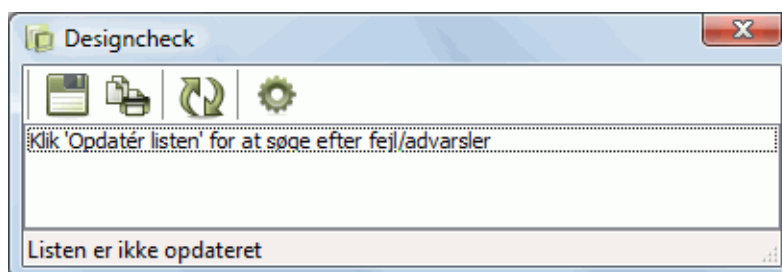 Designcheck
Klik 'Opdatér listen' for at søge efter fejl/advarsler
Listen er ikke opdateret